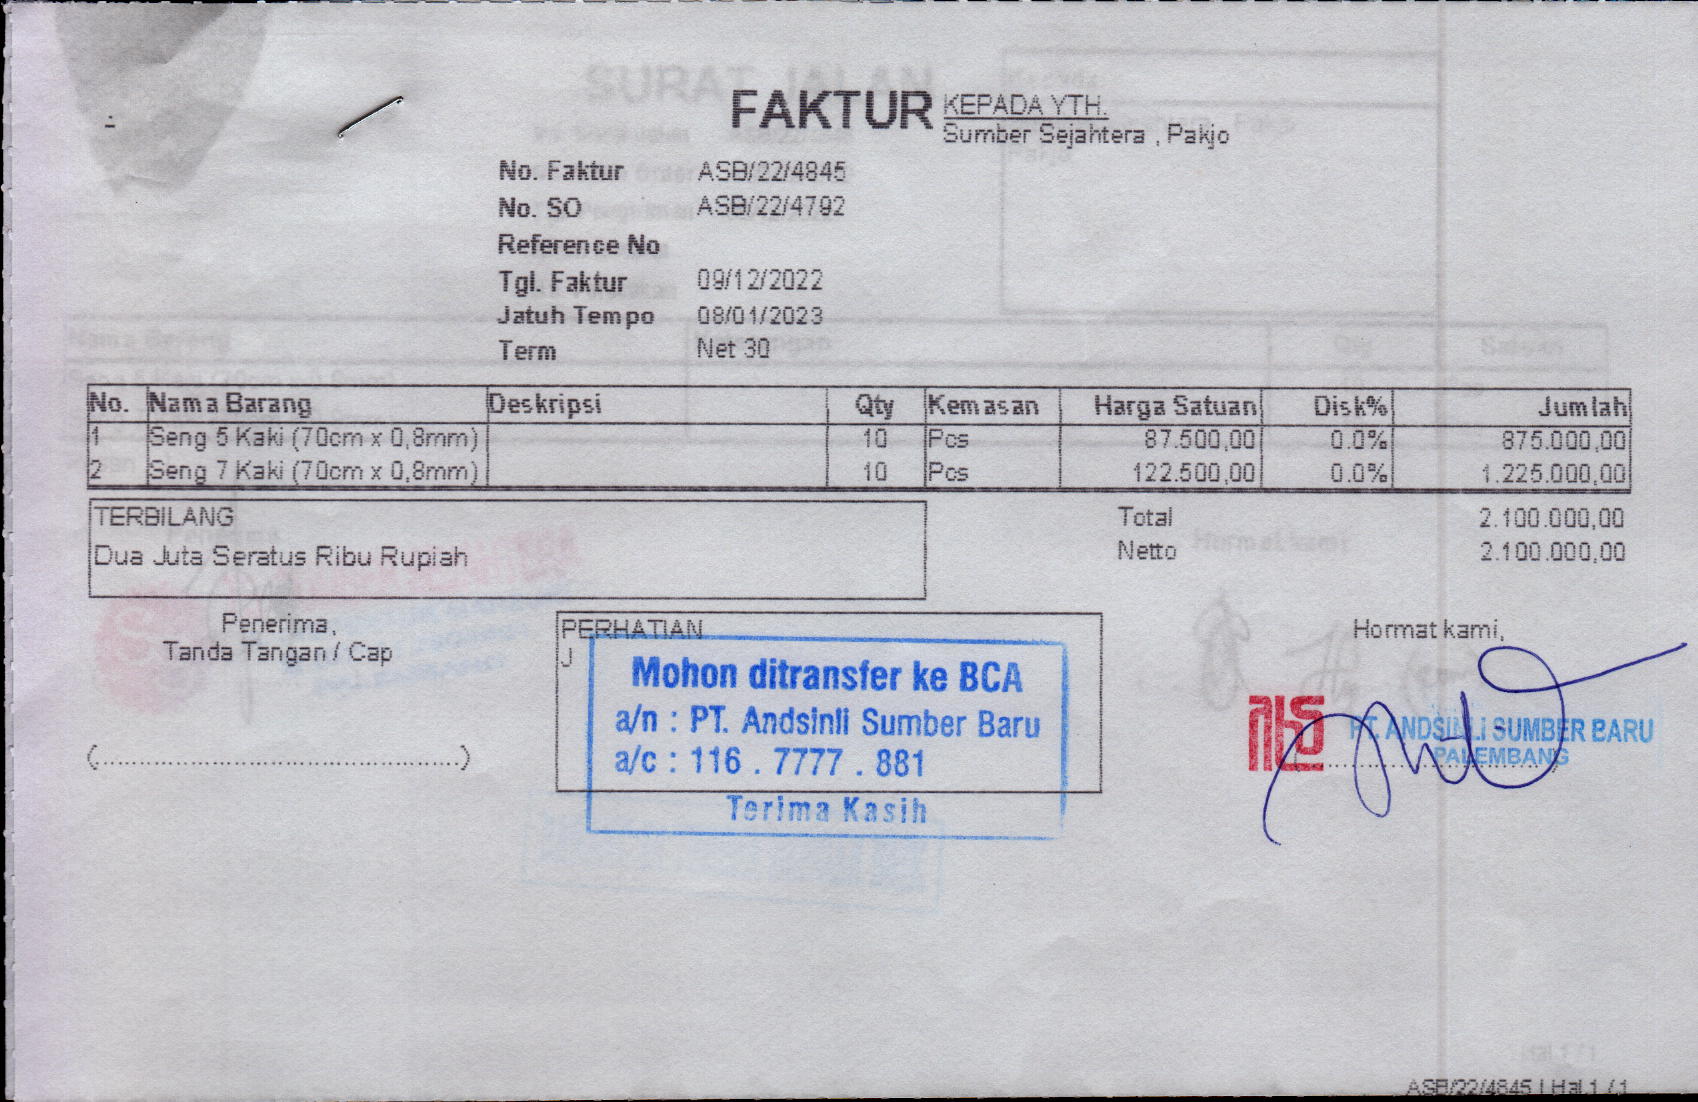 FAKTUR
KEPADA YTH.
Sumber Sejahtera , Pakjo
No. Faktur ASB/22/4845
No. SO ASB/22/4792
Reference No
Tgl. Faktur 09/12/2022
Jatuh Tempo 08/01/2023
Term Net 30
No. Nama Barang Deskripsi Qty Kemasan Harga Satuan Disk% Jumlah
1 Seng 5 Kaki (70cm x 0,8mm) 10 Pcs 87.500,00 0.0% 875.000,00
2 Seng 7 Kaki (70cm x 0,8mm) 10 Pcs 122.500,00 0.0% 1.225.000,00
TERBILANG
Dua Juta Seratus Ribu Rupiah
Total 2.100.000,00
Netto 2.100.000,00
Penerima,
Tanda Tangan / Cap
(............................................)
PERHATIAN
J
Mohon ditransfer ke BCA
a/n : PT. Andsinli Sumber Baru
a/c : 116 . 7777 . 881
Terima Kasih
Hormat kami,
PT. ANDSINLI SUMBER BARU
PALEMBANG
ASB/22/4845 | Hal.1 / 1
SURAT JALAN